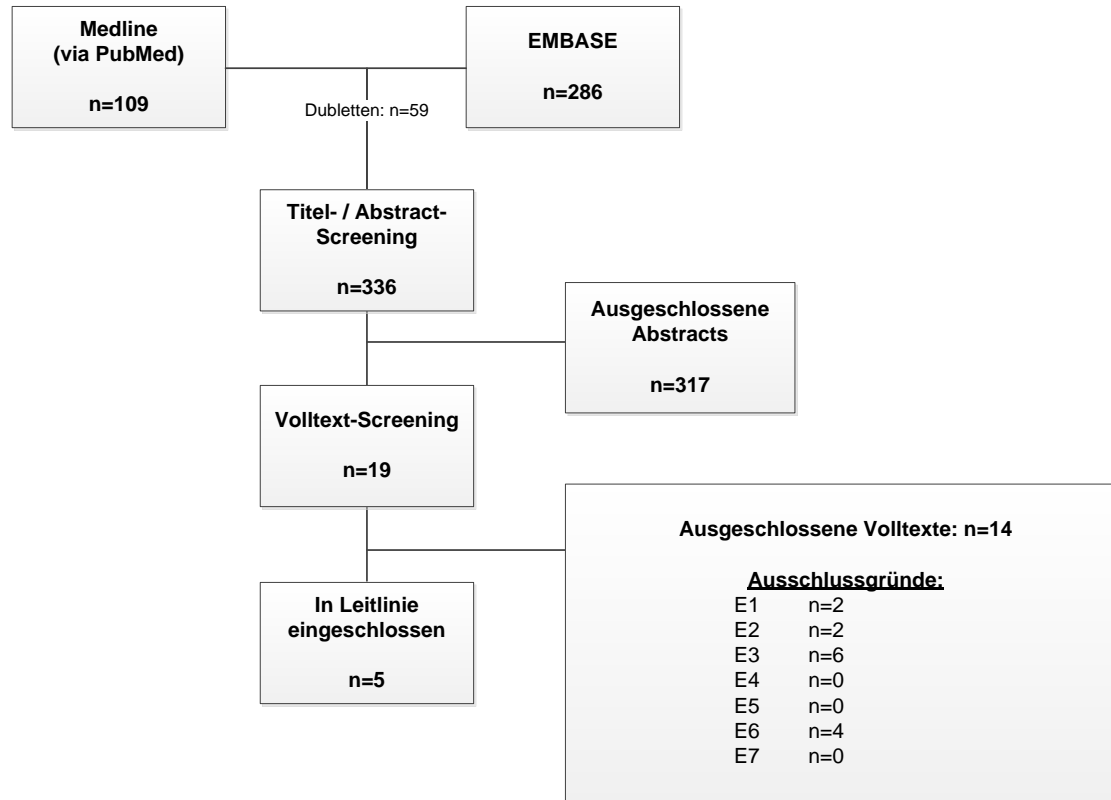 Medline
(via PubMed)
n=109
EMBASE
n=286
Dubletten: n=59
Titel- / Abstract-
Screening
n=336
Ausgeschlossene
Abstracts
n=317
Volltext-Screening
n=19
Ausgeschlossene Volltexte: n=14
Ausschlussgründe:
E1 n=2
E2 n=2
E3 n=6
E4 n=0
E5 n=0
E6 n=4
E7 n=0
In Leitlinie
eingeschlossen
n=5